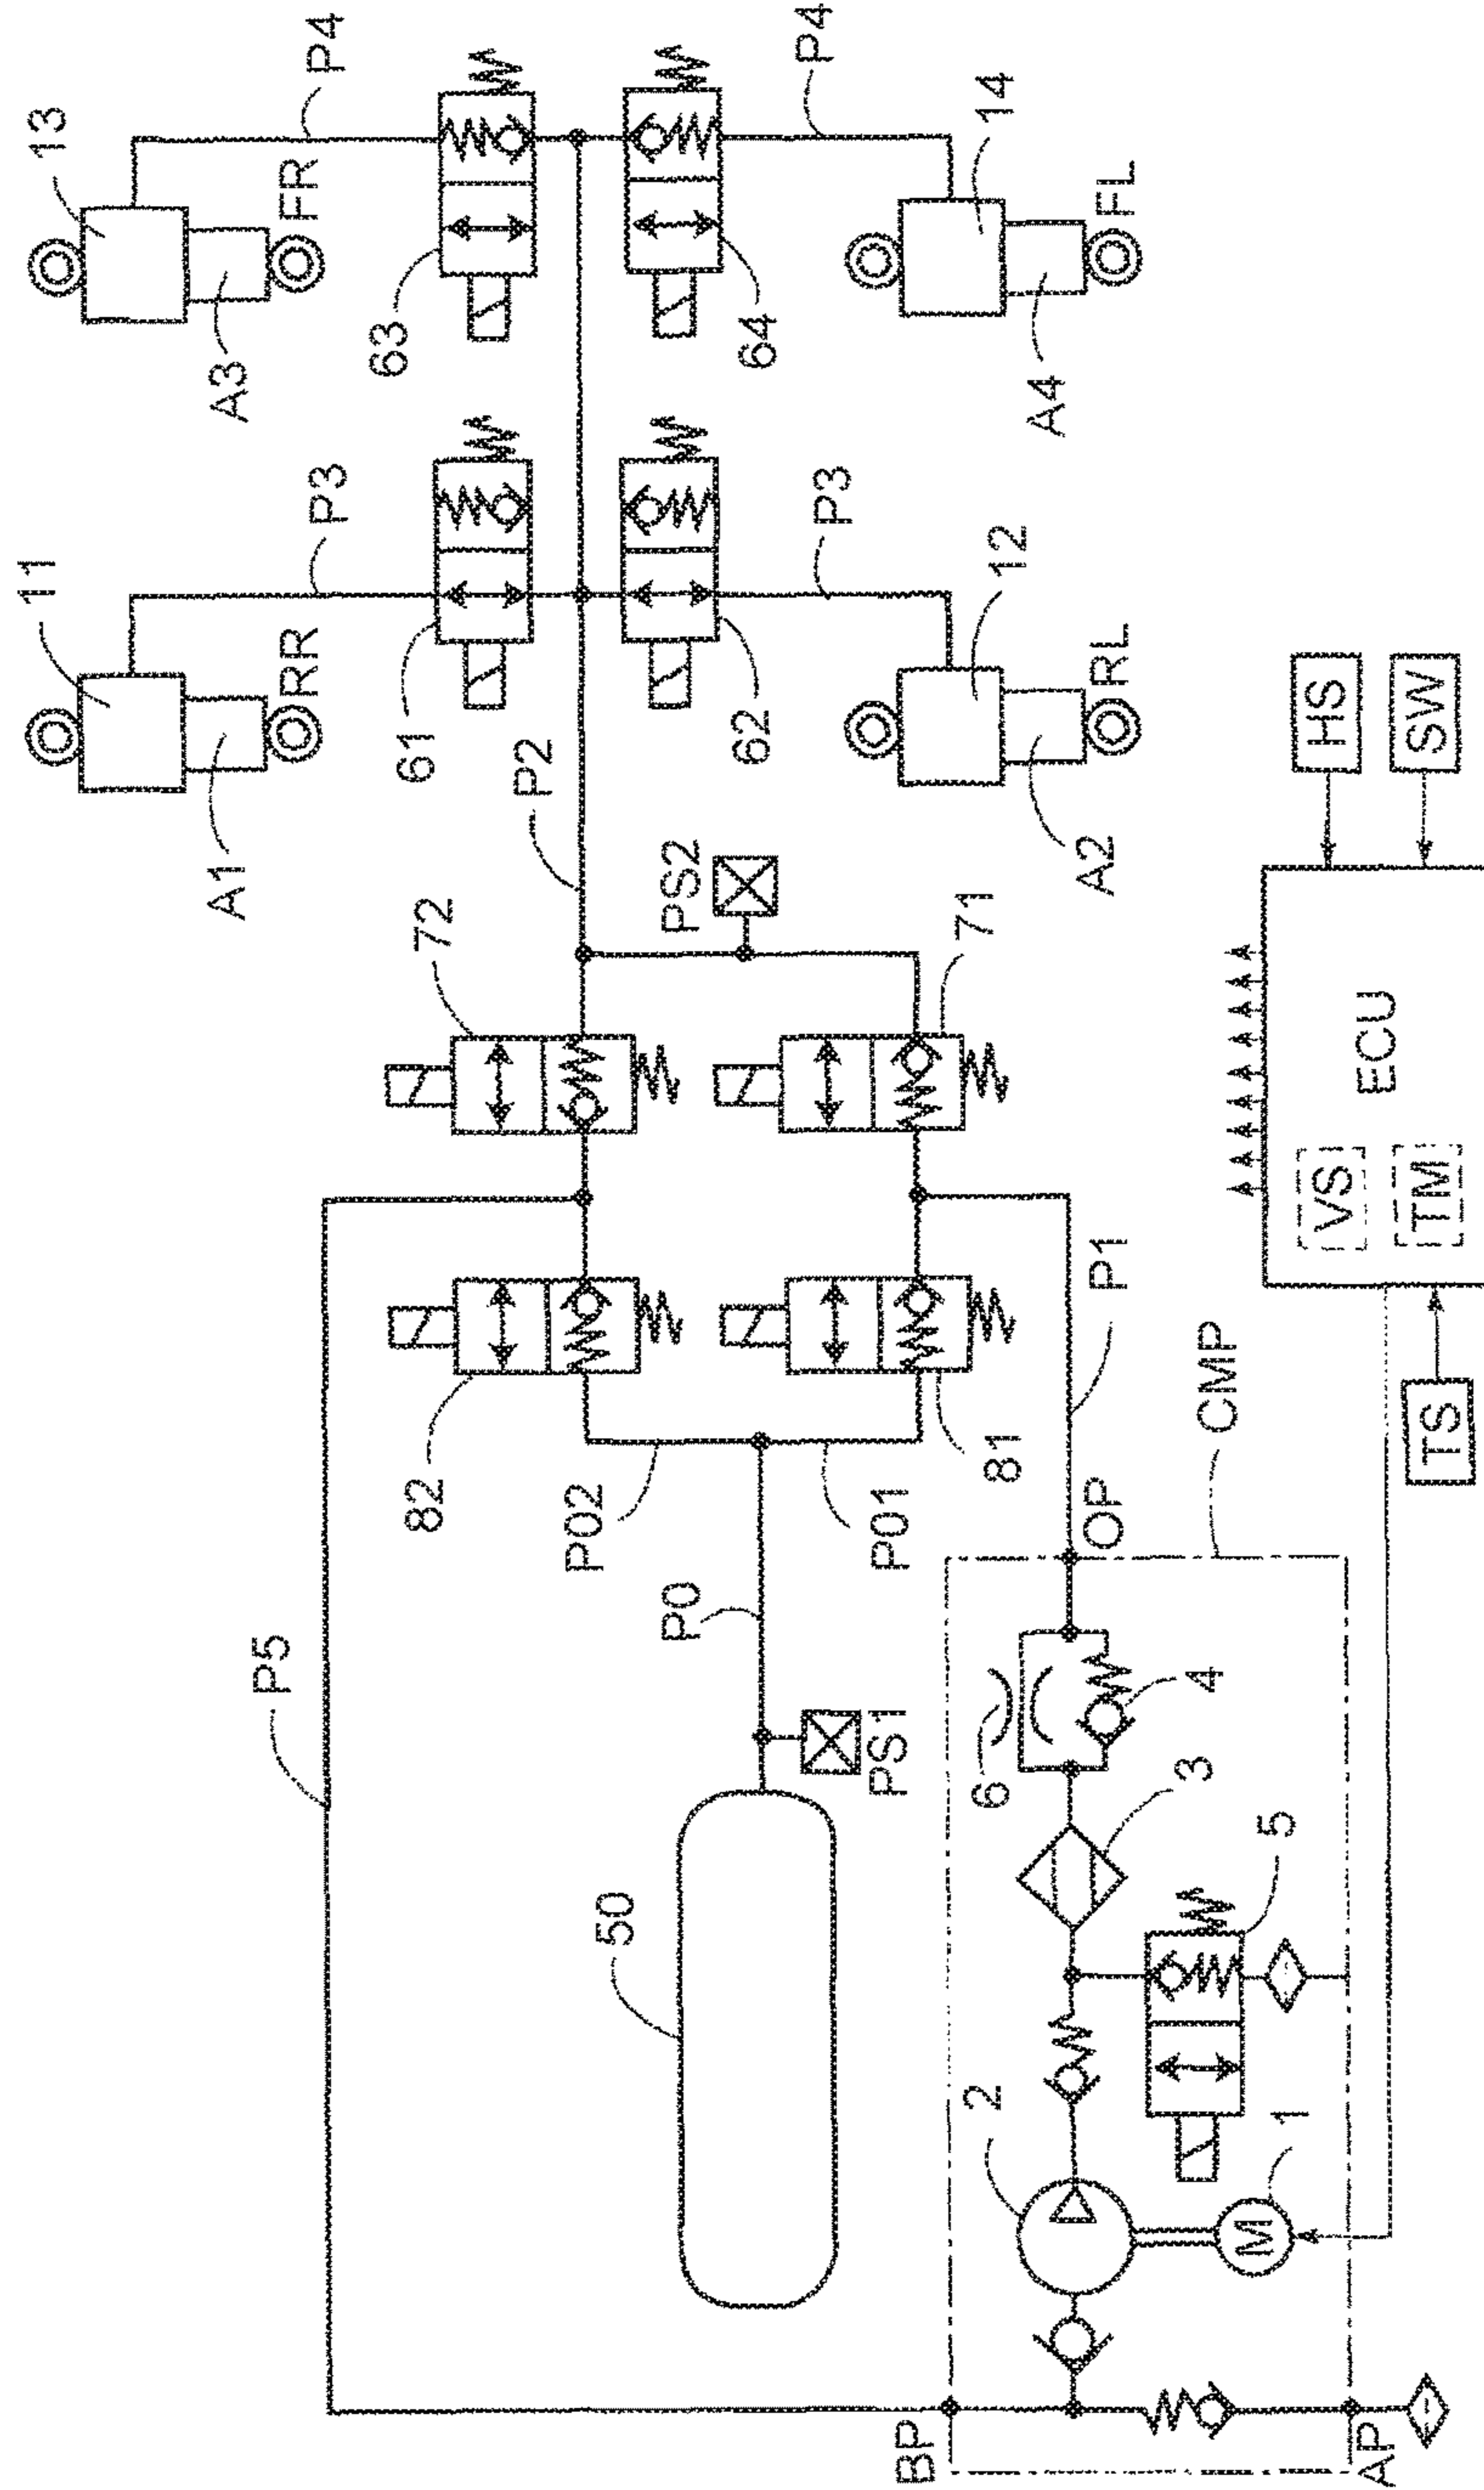 13
P4
FR
A3
63
64
P4
14
FL
A4
11
P3
RR
A1
61
62
P3
12
RL
A2
P2
72
PS2
71
HS
SW
ECU
VS
TM
TS
82
P02
P01
81
P1
CMP
OP
P0
P5
PS1
50
6
4
3
5
2
1
M
BP
AP